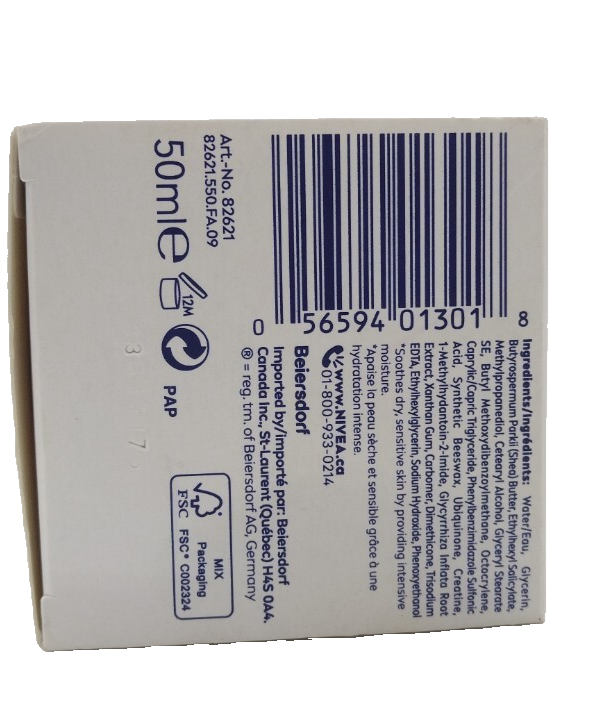 Ingredients/Ingrédients: Water/Eau, Glycerin,
Butyrospermum Parkii (Shea) Butter, Ethylhexyl Salicylate,
Methylpropanediol, Cetearyl Alcohol, Glyceryl Stearate
SE, Butyl Methoxydibenzoylmethane, Octocrylene,
Caprylic/Capric Triglyceride, Phenylbenzimidazole Sulfonic
Acid, Synthetic Beeswax, Ubiquinone, Creatine,
1-Methylhydantoin-2-Imide, Glycyrrhiza Inflata Root
Extract, Xanthan Gum, Carbomer, Dimethicone, Trisodium
EDTA, Ethylhexylglycerin, Sodium Hydroxide, Phenoxyethanol
*Soothes dry, sensitive skin by providing intensive
moisture.
*Apaise la peau sèche et sensible grâce à une
hydratation intense.
www.NIVEA.ca
01-800-933-0214
Beiersdorf
Imported by/importé par: Beiersdorf
Canada Inc., St-Laurent (Québec) H4S 0A4.
® = reg. tm. of Beiersdorf AG, Germany
8 56594 01301 0
Art.-No. 82621
82621.550.FA.09
50ml e
12M
PAP
MIX
Packaging
FSC
FSC® C002324
3 7